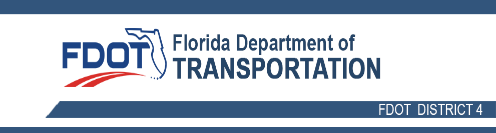 FDOT
Florida Department of
TRANSPORTATION
FDOT DISTRICT 4